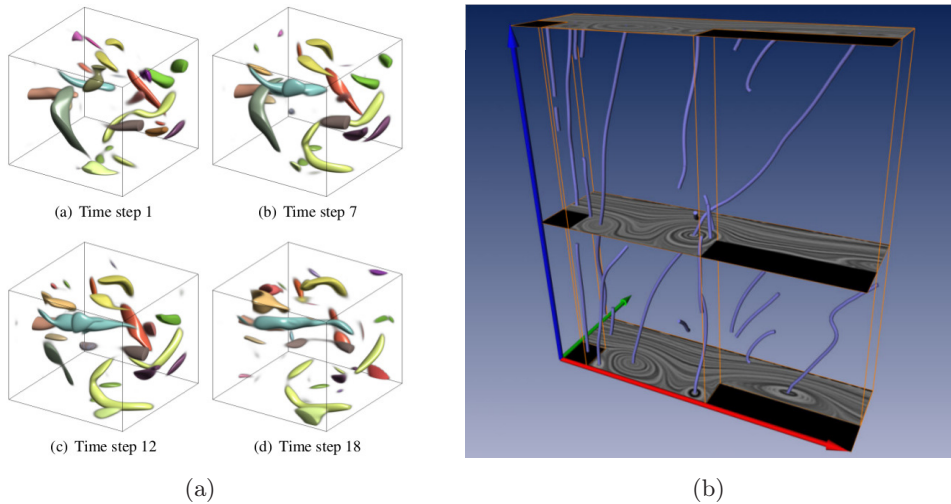 (a) Time step 1
(b) Time step 7
(c) Time step 12
(d) Time step 18
(a)
(b)